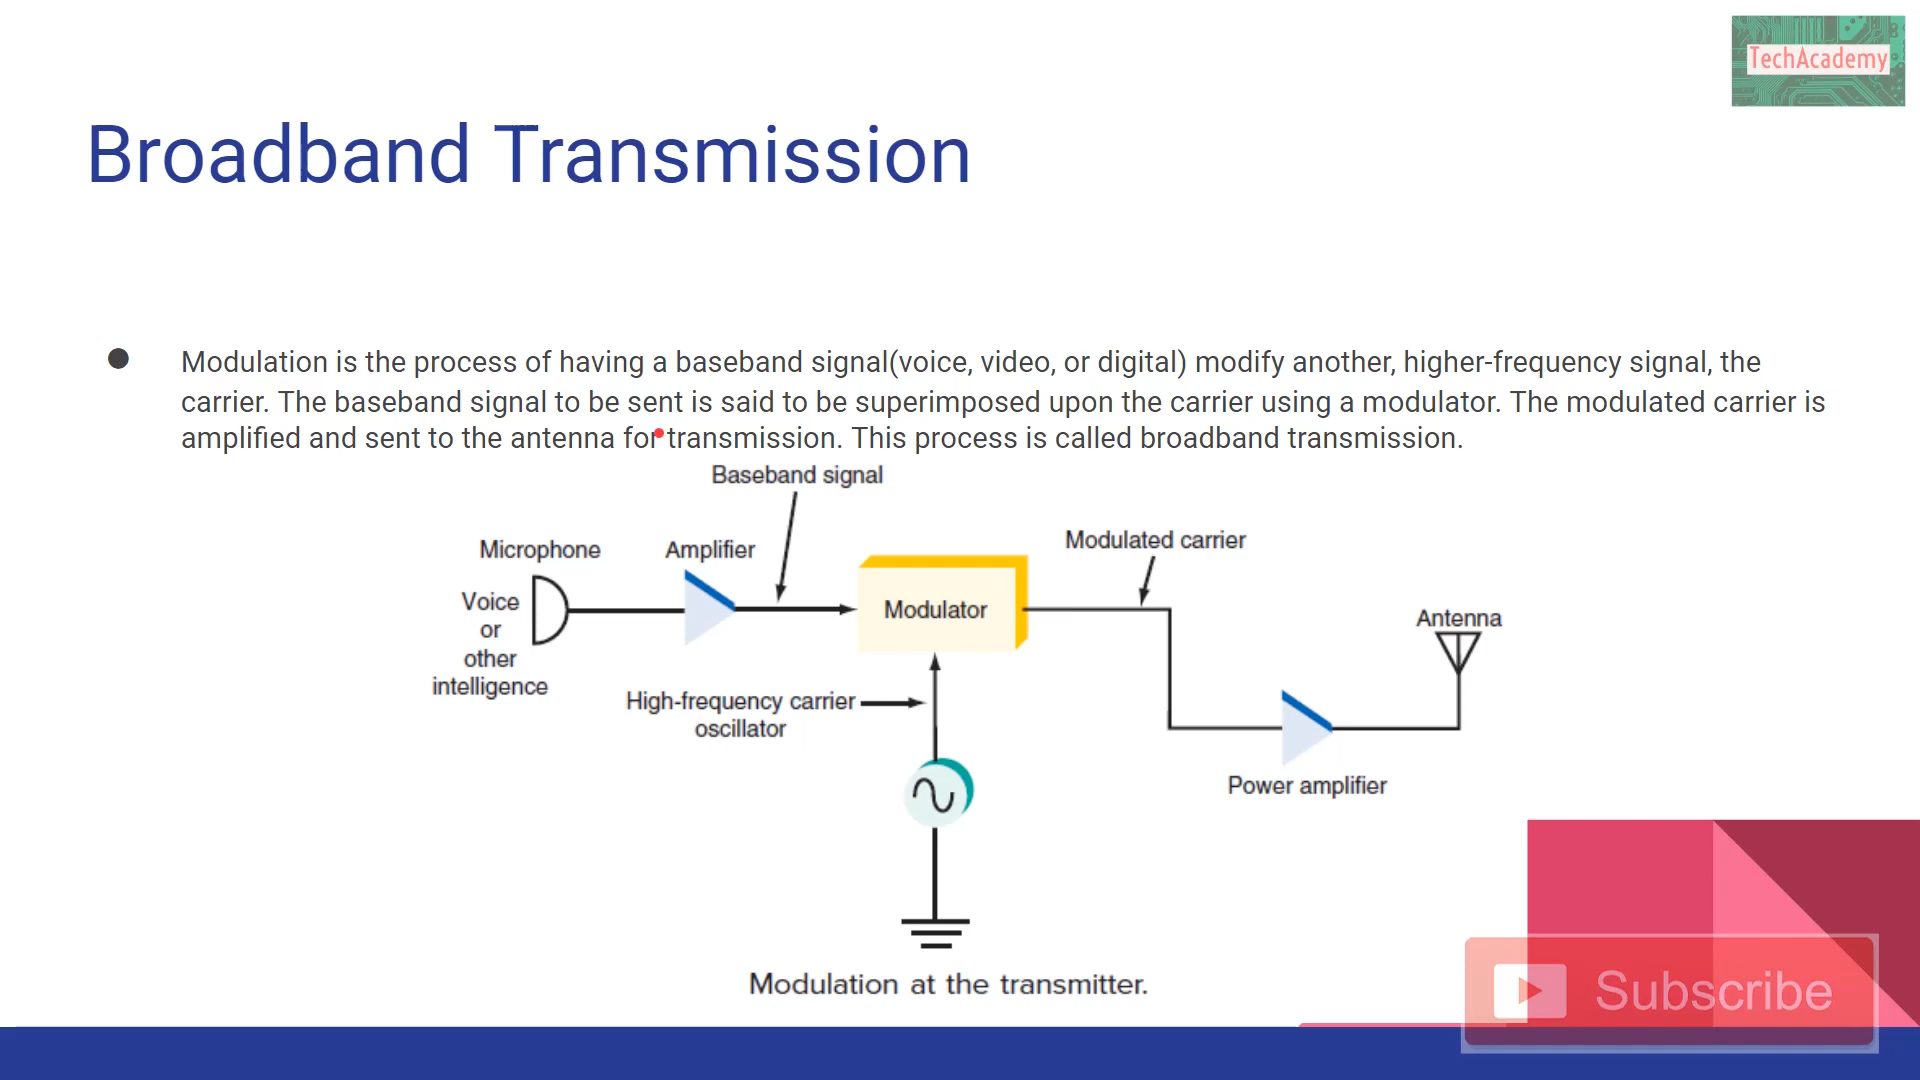 TechAcademy
Broadband Transmission
● Modulation is the process of having a baseband signal(voice, video, or digital) modify another, higher-frequency signal, the
carrier. The baseband signal to be sent is said to be superimposed upon the carrier using a modulator. The modulated carrier is
amplified and sent to the antenna for transmission. This process is called broadband transmission.
Baseband signal
Modulated carrier
Microphone
Amplifier
Voice
or
other
intelligence
Modulator
Antenna
High-frequency carrier
oscillator
Power amplifier
Modulation at the transmitter.
Subscribe